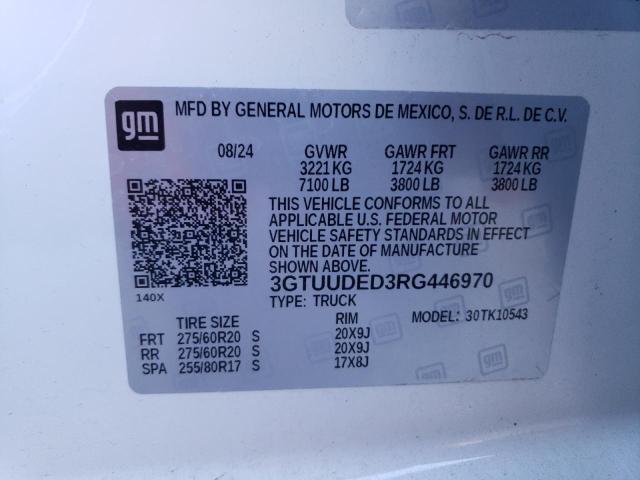 gm
MFD BY GENERAL MOTORS DE MEXICO, S. DE R.L. DE C.V.
08/24 GVWR GAWR FRT GAWR RR
3221 KG 1724 KG 1724 KG
7100 LB 3800 LB 3800 LB
THIS VEHICLE CONFORMS TO ALL
APPLICABLE U.S. FEDERAL MOTOR
VEHICLE SAFETY STANDARDS IN EFFECT
ON THE DATE OF MANUFACTURE
SHOWN ABOVE.
3GTUUDED3RG446970
140X
TYPE: TRUCK
TIRE SIZE RIM MODEL: 30TK10543
FRT 275/60R20 S 20X9J
RR 275/60R20 S 20X9J
SPA 255/80R17 S 17X8J